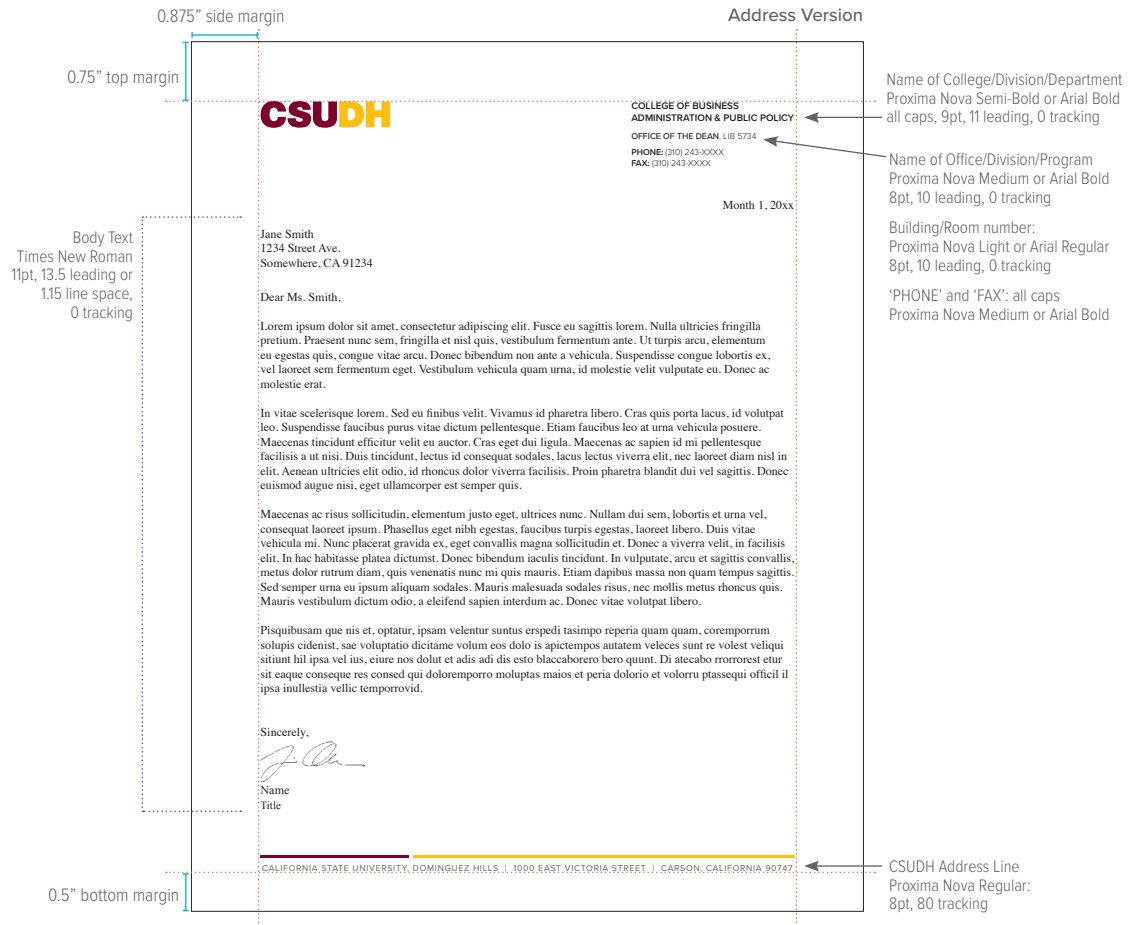 0.875” side margin
Address Version
0.75” top margin
CSUDH
COLLEGE OF BUSINESS
ADMINISTRATION & PUBLIC POLICY
OFFICE OF THE DEAN, LIB 5734
PHONE: (310) 243-XXXX
FAX: (310) 243-XXXX
Name of College/Division/Department
Proxima Nova Semi-Bold or Arial Bold
all caps, 9pt, 11 leading, 0 tracking
Name of Office/Division/Program
Proxima Nova Medium or Arial Bold
8pt, 10 leading, 0 tracking
Building/Room number:
Proxima Nova Light or Arial Regular
8pt, 10 leading, 0 tracking
‘PHONE’ and ‘FAX’: all caps
Proxima Nova Medium or Arial Bold
Month 1, 20xx
Body Text
Times New Roman
11pt, 13.5 leading or
1.15 line space,
0 tracking
Jane Smith
1234 Street Ave.
Somewhere, CA 91234
Dear Ms. Smith,
Lorem ipsum dolor sit amet, consectetur adipiscing elit. Fusce eu sagittis lorem. Nulla ultricies fringilla
pretium. Praesent nunc sem, fringilla et nisl quis, vestibulum fermentum ante. Ut turpis arcu, elementum
eu egestas quis, congue vitae arcu. Donec bibendum non ante a vehicula. Suspendisse congue lobortis ex,
vel laoreet sem fermentum eget. Vestibulum vehicula quam urna, id molestie velit vulputate eu. Donec ac
molestie erat.
In vitae scelerisque lorem. Sed eu finibus velit. Vivamus id pharetra libero. Cras quis porta lacus, id volutpat
leo. Suspendisse faucibus purus vitae dictum pellentesque. Etiam faucibus leo at urna vehicula posuere.
Maecenas tincidunt efficitur velit eu auctor. Cras eget dui ligula. Maecenas ac sapien id mi pellentesque
facilisis a ut nisi. Duis tincidunt, lectus id consequat sodales, lacus lectus viverra elit, nec laoreet diam nisl in
elit. Aenean ultricies elit odio, id rhoncus dolor viverra facilisis. Proin pharetra blandit dui vel sagittis. Donec
euismod augue nisi, eget ullamcorper est semper quis.
Maecenas ac risus sollicitudin, elementum justo eget, ultrices nunc. Nullam dui sem, lobortis et urna vel,
consequat laoreet ipsum. Phasellus eget nibh egestas, faucibus turpis egestas, laoreet libero. Duis vitae
vehicula mi. Nunc placerat gravida ex, eget convallis magna sollicitudin et. Donec a viverra velit, in facilisis
elit. In hac habitasse platea dictumst. Donec bibendum iaculis tincidunt. In vulputate, arcu et sagittis convallis,
metus dolor rutrum diam, quis venenatis nunc mi quis mauris. Etiam dapibus massa non quam tempus sagittis.
Sed semper urna eu ipsum aliquam sodales. Mauris malesuada sodales risus, nec mollis metus rhoncus quis.
Mauris vestibulum dictum odio, a eleifend sapien interdum ac. Donec vitae volutpat libero.
Pisquibusam que nis et, optatur, ipsam velentur suntus erspedi tasimpo reperia quam quam, coremporrum
solupis cidenist, sae voluptatio dicitame volum eos dolo is apictempos autatem veleces sunt re volest veliqui
sitiunt hil ipsa vel ius, eiure nos dolut et adis adi dis esto blaccaborero bero quunt. Di atecabo rrorrorest etur
sit eaque conseque res consed qui doloremporro moluptas maios et peria dolorio et volorru ptassequi officil il
ipsa inullestia vellic temporrovid.
Sincerely,
Name
Title
CALIFORNIA STATE UNIVERSITY, DOMINGUEZ HILLS | 1000 EAST VICTORIA STREET | CARSON, CALIFORNIA 90747
CSUDH Address Line
Proxima Nova Regular:
8pt, 80 tracking
0.5” bottom margin